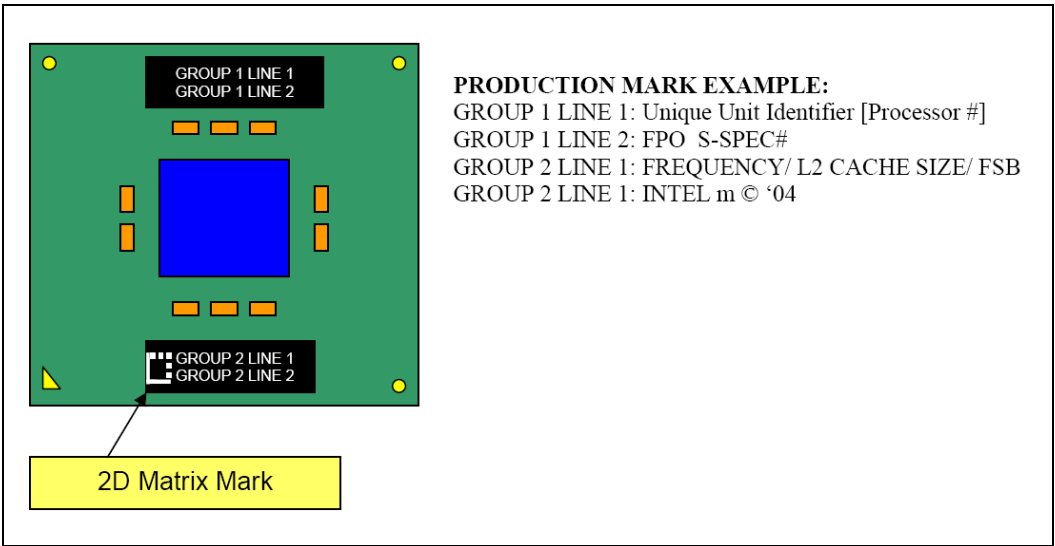 GROUP 1 LINE 1
GROUP 1 LINE 2
PRODUCTION MARK EXAMPLE:
GROUP 1 LINE 1: Unique Unit Identifier [Processor #]
GROUP 1 LINE 2: FPO S-SPEC#
GROUP 2 LINE 1: FREQUENCY/ L2 CACHE SIZE/ FSB
GROUP 2 LINE 1: INTEL m © ‘04
GROUP 2 LINE 1
GROUP 2 LINE 2
2D Matrix Mark